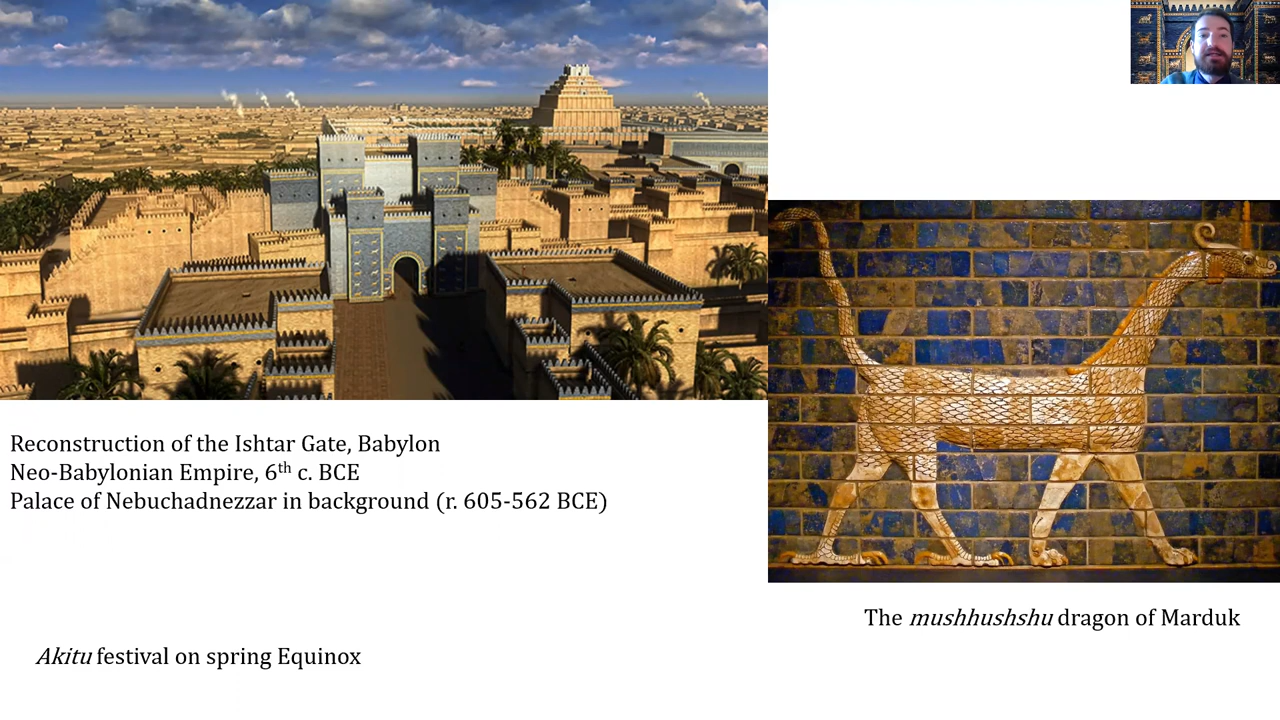 Reconstruction of the Ishtar Gate, Babylon
Neo-Babylonian Empire, 6th c. BCE
Palace of Nebuchadnezzar in background (r. 605-562 BCE)
The mushhushshu dragon of Marduk
Akitu festival on spring Equinox